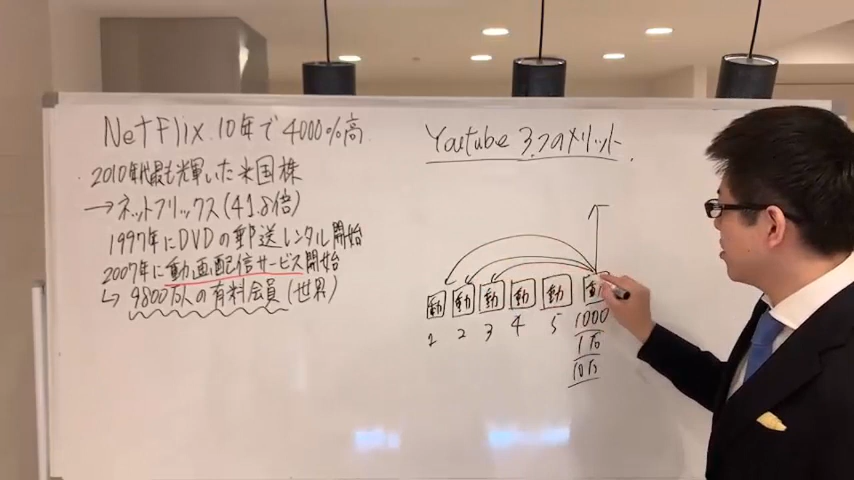 NetFlix 10年で4000%高
2010年代最も輝いた米国株
→ネットフリックス(41.8倍)
1997年にDVDの郵送レンタル開始
2007年に動画配信サービス開始
↳ 9800万人の有料会員(世界)
Youtube 3つのメリット
動 動 動 動 動 動
1 2 3 4 5
1000
1万
10万